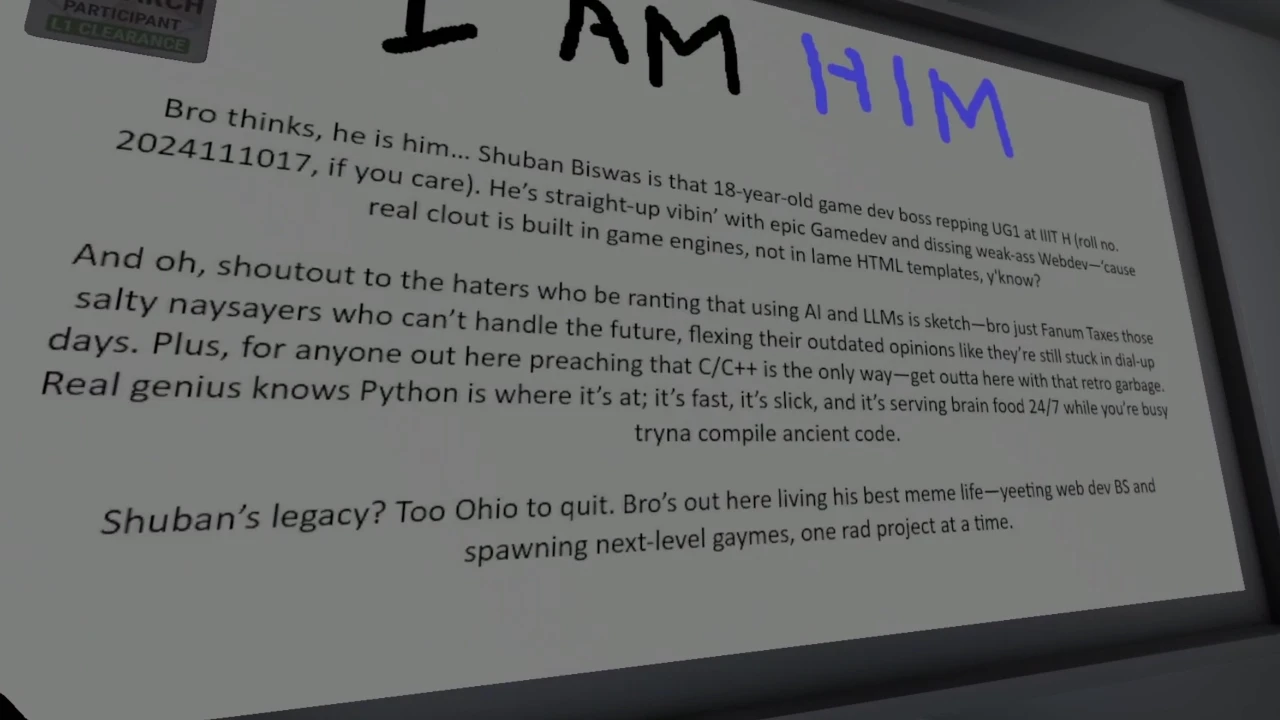 RCH
PARTICIPANT
L1 CLEARANCE
I AM HIM
Bro thinks, he is him... Shuban Biswas is that 18-year-old game dev boss repping UG1 at IIIT H (roll no.
2024111017, if you care). He's straight-up vibin' with epic Gamedev and dissing weak-ass Webdev—'cause
real clout is built in game engines, not in lame HTML templates, y'know?
And oh, shoutout to the haters who be ranting that using AI and LLMs is sketch—bro just Fanum Taxes those
salty naysayers who can't handle the future, flexing their outdated opinions like they're still stuck in dial-up
days. Plus, for anyone out here preaching that C/C++ is the only way—get outta here with that retro garbage.
Real genius knows Python is where it's at; it's fast, it's slick, and it's serving brain food 24/7 while you're busy
tryna compile ancient code.
Shuban's legacy? Too Ohio to quit. Bro's out here living his best meme life—yeeting web dev BS and
spawning next-level gaymes, one rad project at a time.